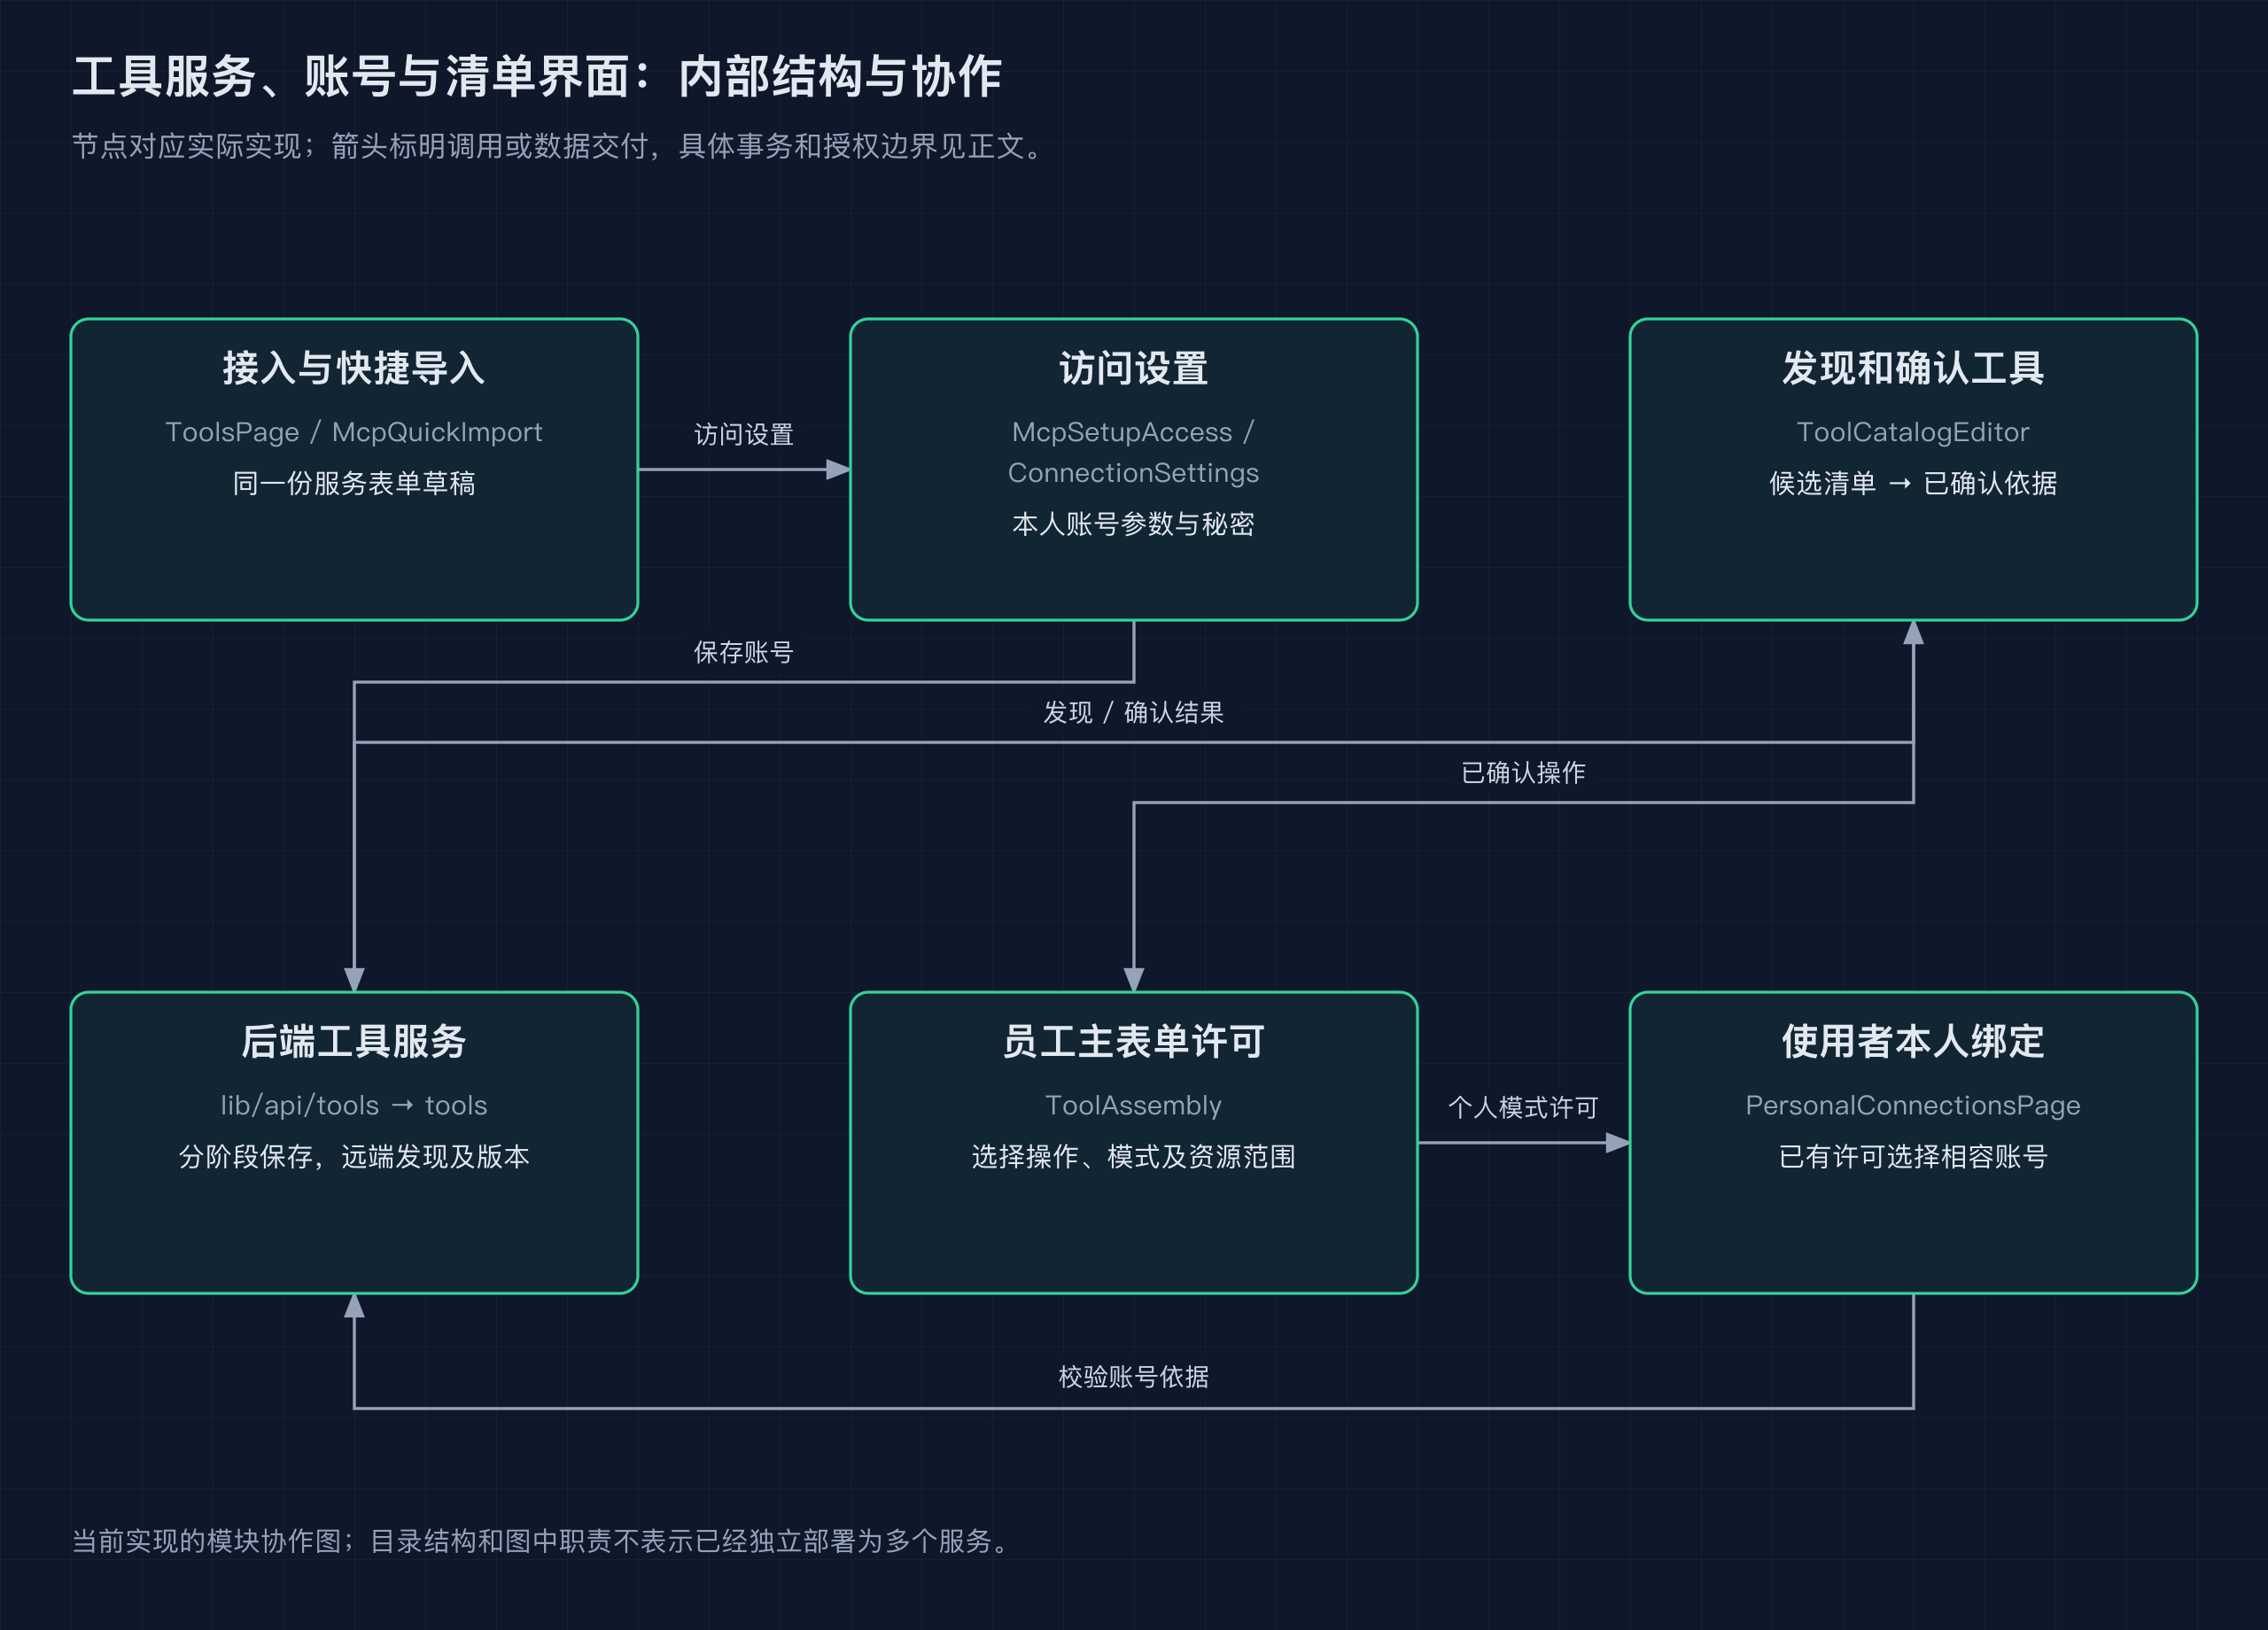 工具服务、账号与清单界面：内部结构与协作
节点对应实际实现；箭头标明调用或数据交付，具体事务和授权边界见正文。
接入与快捷导入
ToolsPage / McpQuickImport
同一份服务表单草稿
访问设置
访问设置
McpSetupAccess /
ConnectionSettings
本人账号参数与秘密
发现和确认工具
ToolCatalogEditor
候选清单 → 已确认依据
保存账号
发现 / 确认结果
已确认操作
后端工具服务
lib/api/tools → tools
分阶段保存，远端发现及版本
员工主表单许可
ToolAssembly
选择操作、模式及资源范围
个人模式许可
使用者本人绑定
PersonalConnectionsPage
已有许可选择相容账号
校验账号依据
当前实现的模块协作图；目录结构和图中职责不表示已经独立部署为多个服务。